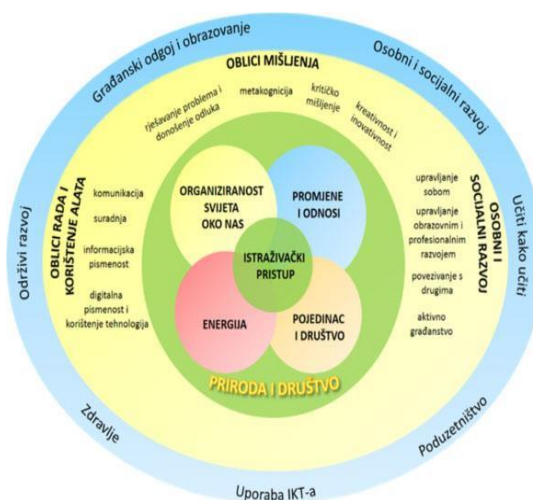 Građanski odgoj i obrazovanje
Osobni i socijalni razvoj
Učiti kako učiti
Poduzetništvo
Uporaba IKT-a
Zdravlje
Održivi razvoj
OBLICI MIŠLJENJA
rješavanje problema i
donošenje odluka
metakognicija
kritičko
mišljenje
kreativnost i
inovativnost
OBLICI RADA I
KORIŠTENJE ALATA
komunikacija
suradnja
informacijska
pismenost
digitalna
pismenost i
korištenje tehnologija
OSOBNI I
SOCIJALNI RAZVOJ
upravljanje
sobom
upravljanje
obrazovnim i
profesionalnim
razvojem
povezivanje s
drugima
aktivno
građanstvo
ORGANIZIRANOST
SVIJETA
OKO NAS
PROMJENE
I ODNOSI
ISTRAŽIVAČKI
PRISTUP
ENERGIJA
POJEDINAC
I DRUŠTVO
PRIRODA I DRUŠTVO